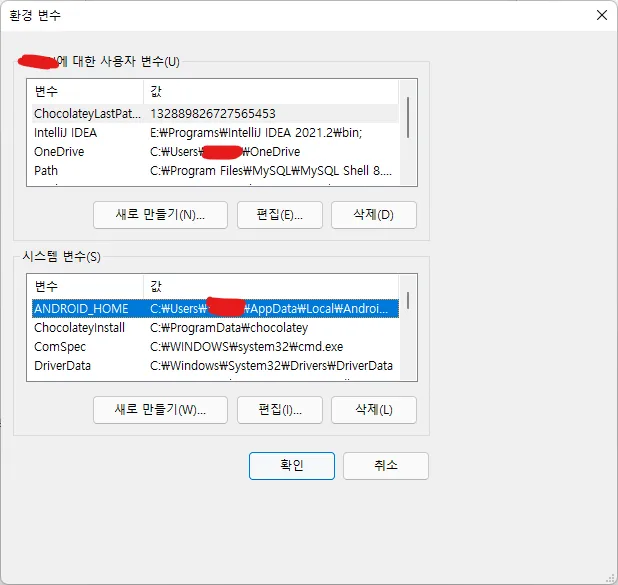 환경 변수
에 대한 사용자 변수(U)
변수 값
ChocolateyLastPat... 132889826727565453
IntelliJ IDEA E:₩Programs₩IntelliJ IDEA 2021.2₩bin;
OneDrive C:₩Users₩ ₩OneDrive
Path C:₩Program Files₩MySQL₩MySQL Shell 8....
새로 만들기(N)... 편집(E)... 삭제(D)
시스템 변수(S)
변수 값
ANDROID_HOME C:₩Users₩ ₩AppData₩Local₩Androi...
ChocolateyInstall C:₩ProgramData₩chocolatey
ComSpec C:₩WINDOWS₩system32₩cmd.exe
DriverData C:₩Windows₩System32₩Drivers₩DriverData
새로 만들기(W)... 편집(I)... 삭제(L)
확인 취소